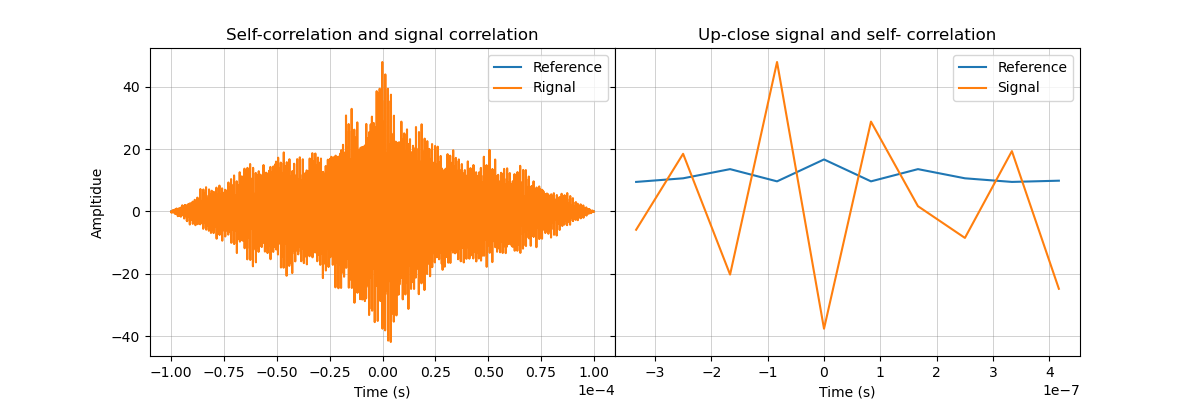 Self-correlation and signal correlation
Reference
Rignal
40
20
0
−20
−40
Ampltidue
−1.00 −0.75 −0.50 −0.25 0.00 0.25 0.50 0.75 1.00
Time (s)
1e−4
Up-close signal and self- correlation
Reference
Signal
−3 −2 −1 0 1 2 3 4
Time (s)
1e−7